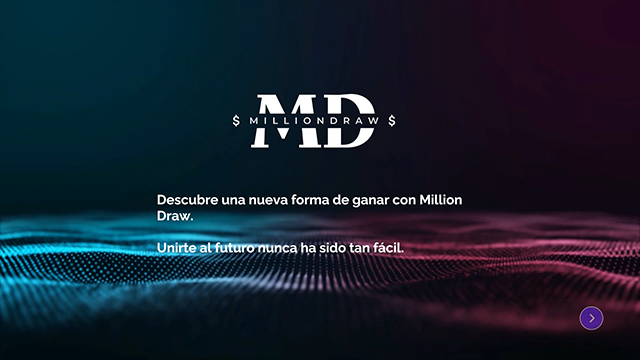 MD
$ MILLIONDRAW $
Descubre una nueva forma de ganar con Million
Draw.
Unirte al futuro nunca ha sido tan fácil.